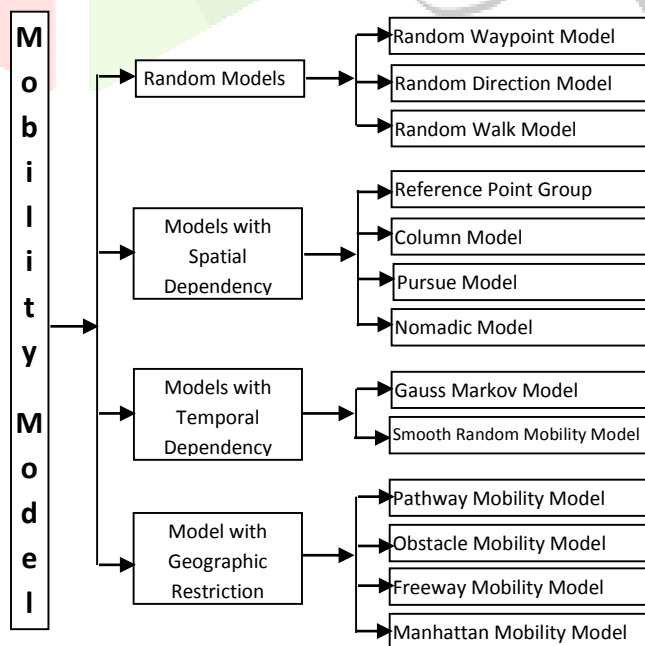 Mobility Model
Random Models
Random Waypoint Model
Random Direction Model
Random Walk Model
Models with
Spatial
Dependency
Reference Point Group
Column Model
Pursue Model
Nomadic Model
Models with
Temporal
Dependency
Gauss Markov Model
Smooth Random Mobility Model
Model with
Geographic
Restriction
Pathway Mobility Model
Obstacle Mobility Model
Freeway Mobility Model
Manhattan Mobility Model